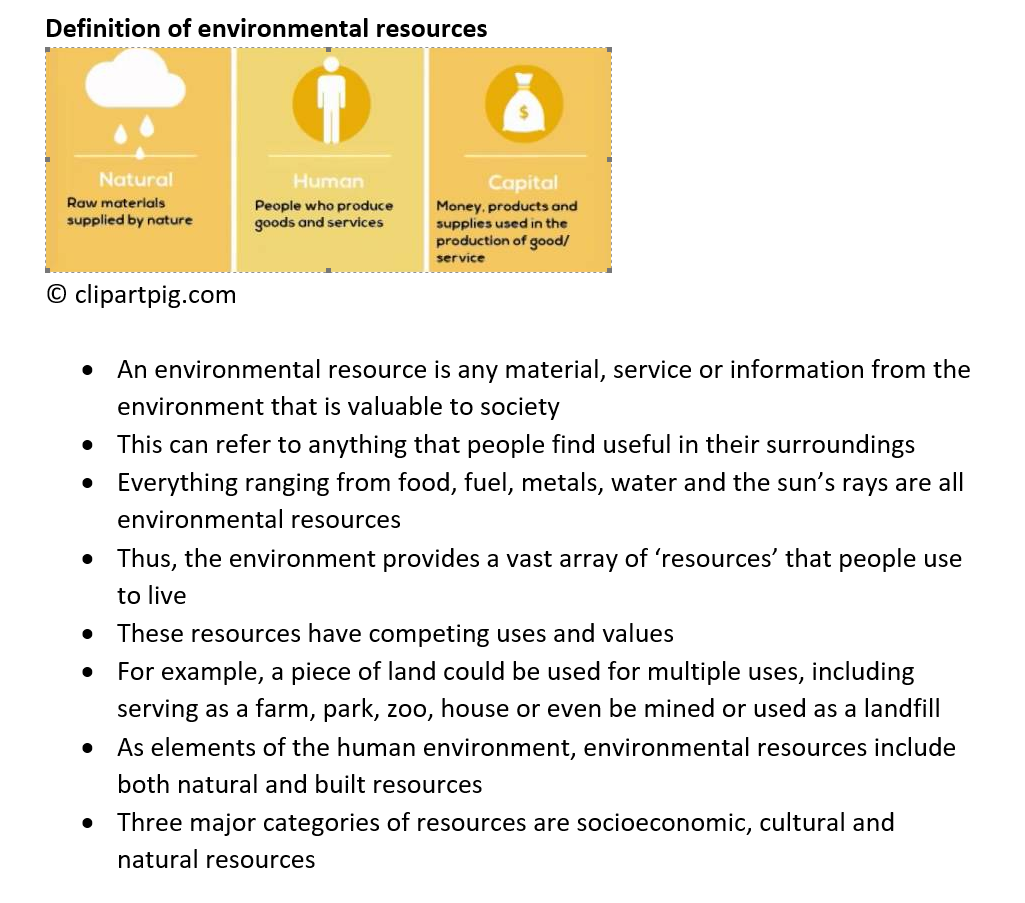 Definition of environmental resources
$
Natural
Raw materials
supplied by nature
Human
People who produce
goods and services
Capital
Money, products and
supplies used in the
production of good/
service
© clipartpig.com
• An environmental resource is any material, service or information from the
environment that is valuable to society
• This can refer to anything that people find useful in their surroundings
• Everything ranging from food, fuel, metals, water and the sun’s rays are all
environmental resources
• Thus, the environment provides a vast array of ‘resources’ that people use
to live
• These resources have competing uses and values
• For example, a piece of land could be used for multiple uses, including
serving as a farm, park, zoo, house or even be mined or used as a landfill
• As elements of the human environment, environmental resources include
both natural and built resources
• Three major categories of resources are socioeconomic, cultural and
natural resources